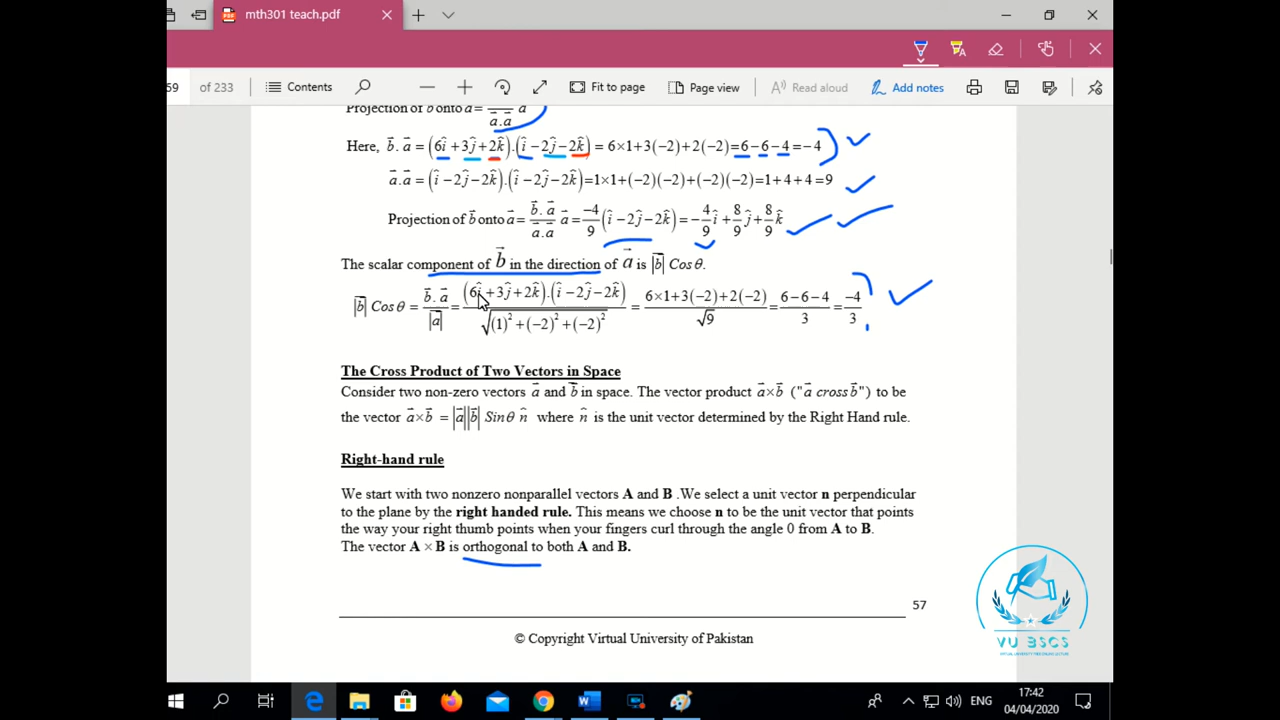 mth301 teach.pdf
59 of 233 Contents Fit to page Page view Read aloud Add notes
Projection of b onto a = a.a a
Here, b⃗ . a⃗ = (6î +3ĵ +2k̂).(î −2ĵ −2k̂) = 6×1+3(−2)+2(−2)=6−6−4=−4
a⃗ . a⃗ = (î −2ĵ −2k̂).(î −2ĵ −2k̂)=1×1+(−2)(−2)+(−2)(−2)=1+4+4=9
Projection of b⃗ onto a⃗ = b⃗ . a⃗ / a⃗ . a⃗ a⃗ = −4/9 (î −2ĵ −2k̂) = −4/9 î + 8/9 ĵ + 8/9 k̂
The scalar component of b⃗ in the direction of a⃗ is |b⃗| Cosθ.
|b⃗| Cosθ = b⃗ . a⃗ / |a⃗| = (6î +3ĵ +2k̂).(î −2ĵ −2k̂) / √(1)²+(−2)²+(−2)² = 6×1+3(−2)+2(−2) / √9 = 6−6−4 / 3 = −4 / 3
The Cross Product of Two Vectors in Space
Consider two non-zero vectors a⃗ and b⃗ in space. The vector product a⃗×b⃗ ("a⃗ cross b⃗") to be
the vector a⃗×b⃗ = |a⃗||b⃗| Sinθ n̂ where n̂ is the unit vector determined by the Right Hand rule.
Right-hand rule
We start with two nonzero nonparallel vectors A and B .We select a unit vector n perpendicular
to the plane by the right handed rule. This means we choose n to be the unit vector that points
the way your right thumb points when your fingers curl through the angle 0 from A to B.
The vector A × B is orthogonal to both A and B.
57
© Copyright Virtual University of Pakistan
VU BSCS
ENG 17:42
04/04/2020